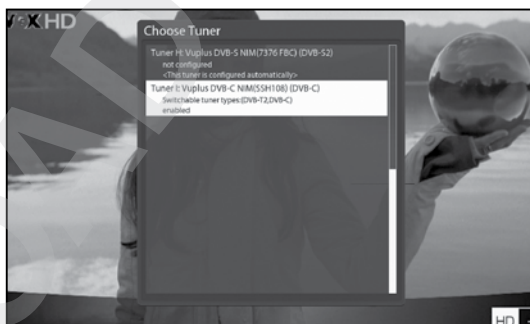 VOX HD
Choose Tuner
Tuner H: Vuplus DVB-S NIM(7376 FBC) (DVB-S2)
not configured
<This tuner is configured automatically>
Tuner I: Vuplus DVB-C NIM(SSH108) (DVB-C)
Switchable tuner types:(DVB-T2,DVB-C)
enabled
HD